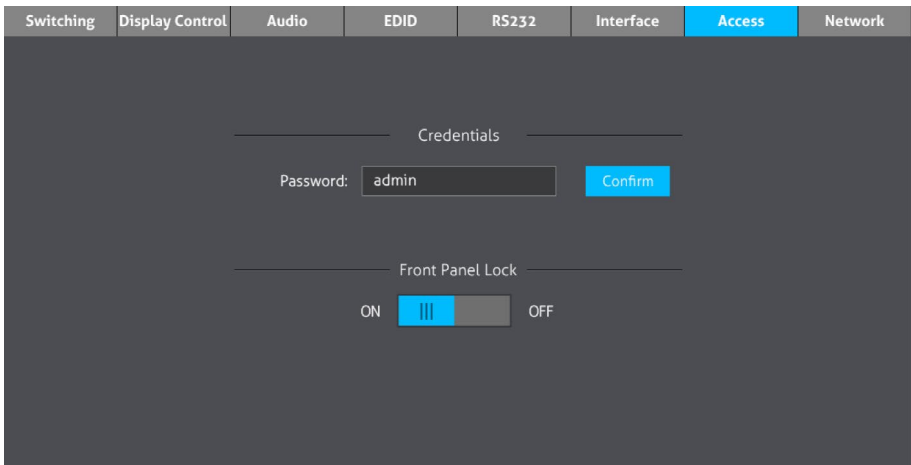 Switching Display Control Audio EDID RS232 Interface Access Network
Credentials
Password: admin Confirm
Front Panel Lock
ON OFF